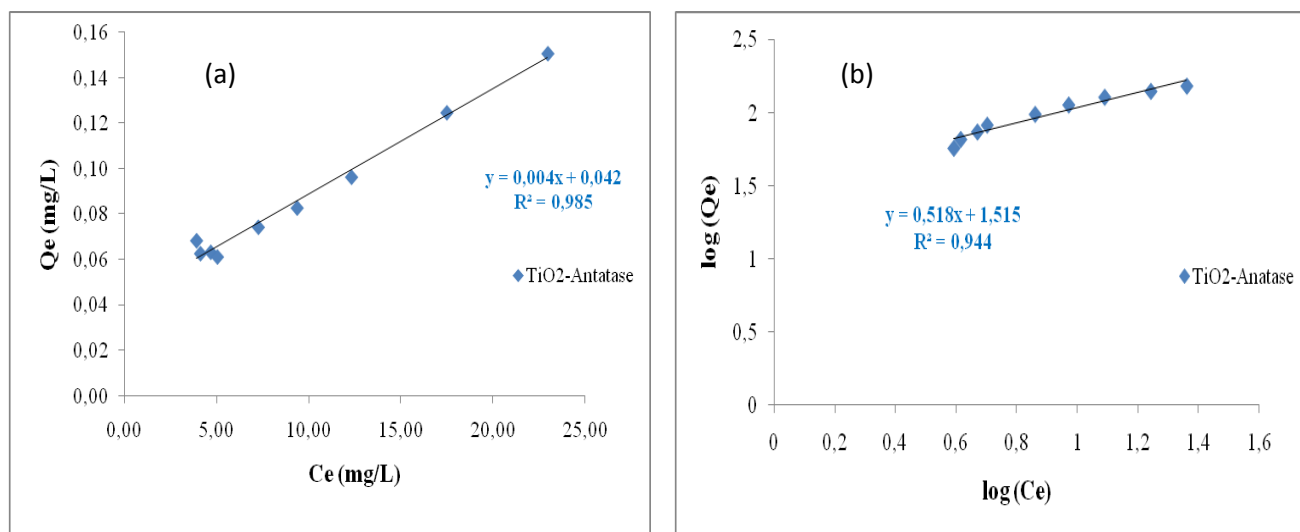 (a)
Qe (mg/L)
0,16
0,14
0,12
0,10
0,08
0,06
0,04
0,02
0,00
y = 0,004x + 0,042
R² = 0,985
TiO2-Antatase
0,00 5,00 10,00 15,00 20,00 25,00
Ce (mg/L)
(b)
log (Qe)
2,5
2
1,5
1
0,5
0
y = 0,518x + 1,515
R² = 0,944
TiO2-Anatase
0 0,2 0,4 0,6 0,8 1 1,2 1,4 1,6
log (Ce)